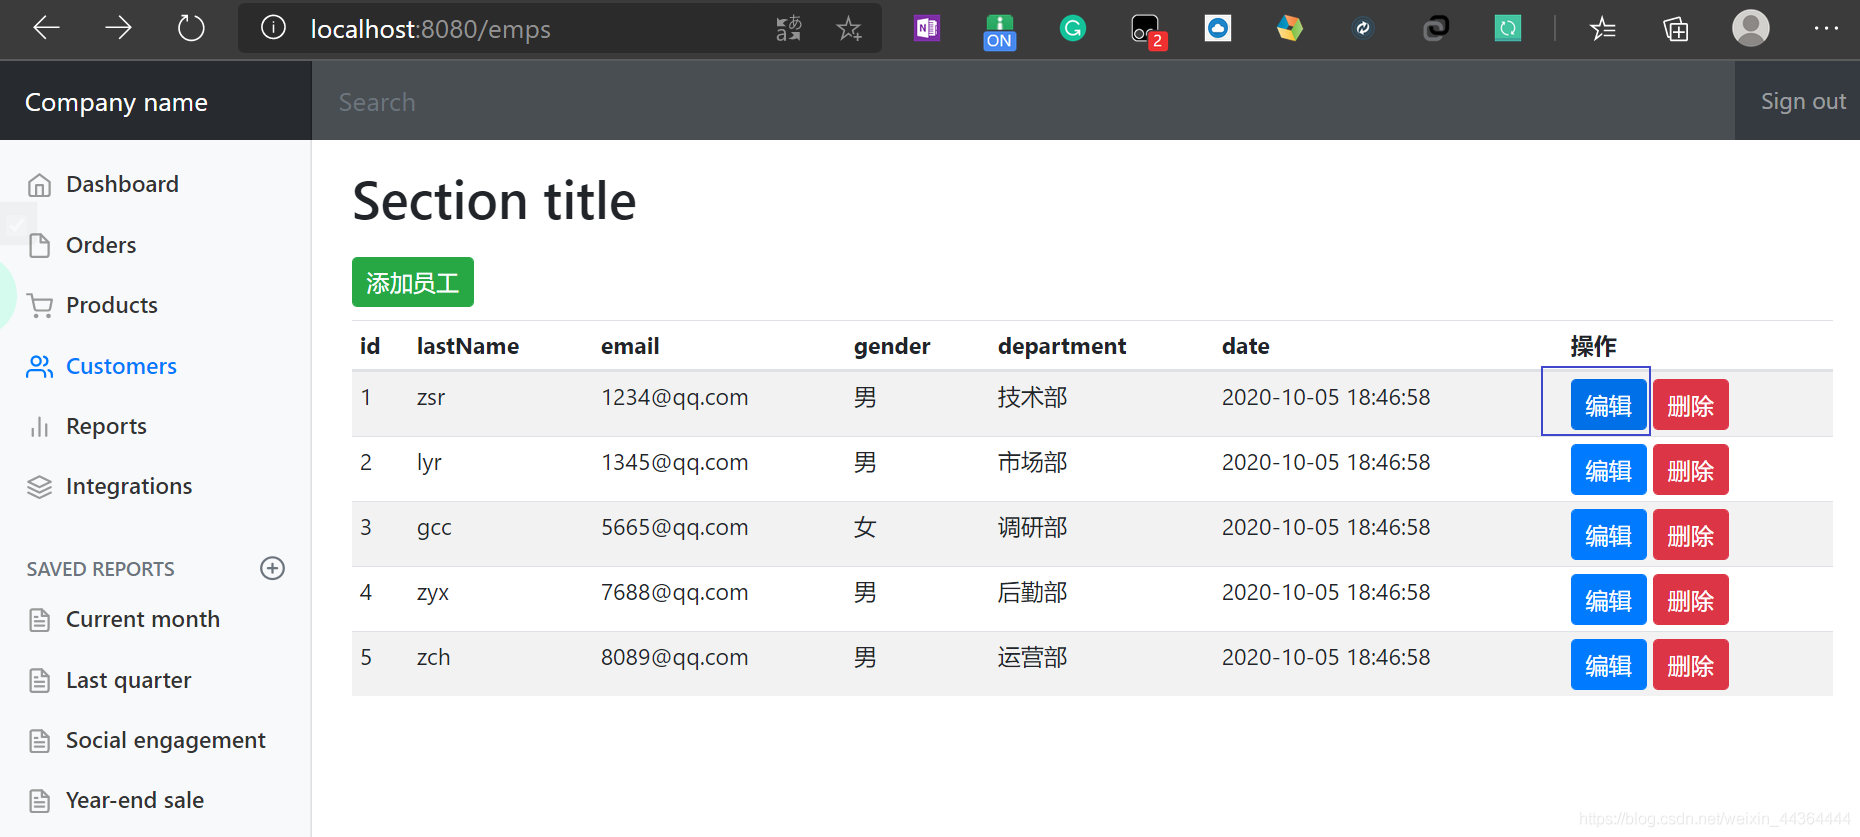 localhost:8080/emps
ON
2
Company name
Search
Sign out
Dashboard
Orders
Products
Customers
Reports
Integrations
SAVED REPORTS
Current month
Last quarter
Social engagement
Year-end sale
Section title
添加员工
id lastName email gender department date 操作
1 zsr 1234@qq.com 男 技术部 2020-10-05 18:46:58 编辑 删除
2 lyr 1345@qq.com 男 市场部 2020-10-05 18:46:58 编辑 删除
3 gcc 5665@qq.com 女 调研部 2020-10-05 18:46:58 编辑 删除
4 zyx 7688@qq.com 男 后勤部 2020-10-05 18:46:58 编辑 删除
5 zch 8089@qq.com 男 运营部 2020-10-05 18:46:58 编辑 删除
https://blog.csdn.net/weixin_44364444